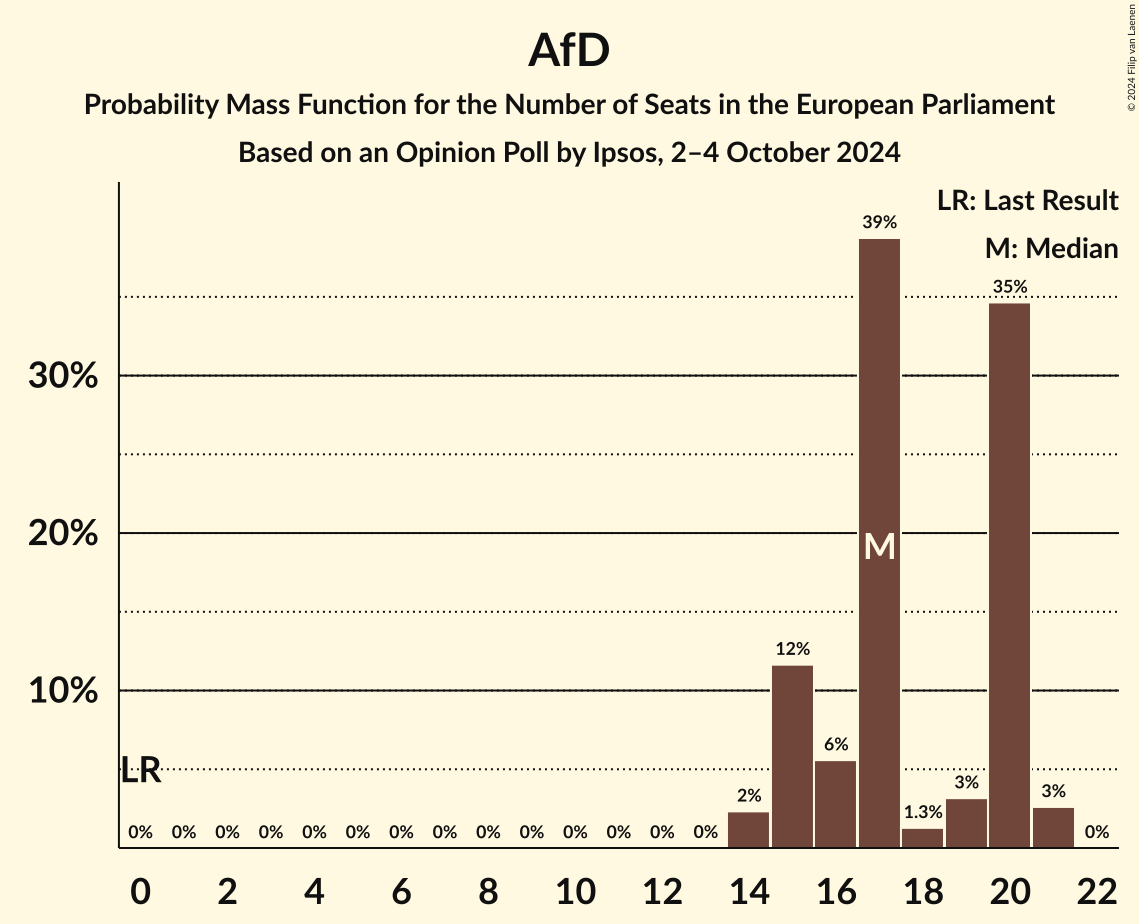 AfD
Probability Mass Function for the Number of Seats in the European Parliament
Based on an Opinion Poll by Ipsos, 2–4 October 2024
© 2024 Filip van Laenen
LR: Last Result
M: Median
39%
35%
30%
20%
M
12%
10%
6%
LR
2%
3%
3%
1.3%
0% 0% 0% 0% 0% 0% 0% 0% 0% 0% 0% 0% 0% 0% 0%
0 2 4 6 8 10 12 14 16 18 20 22